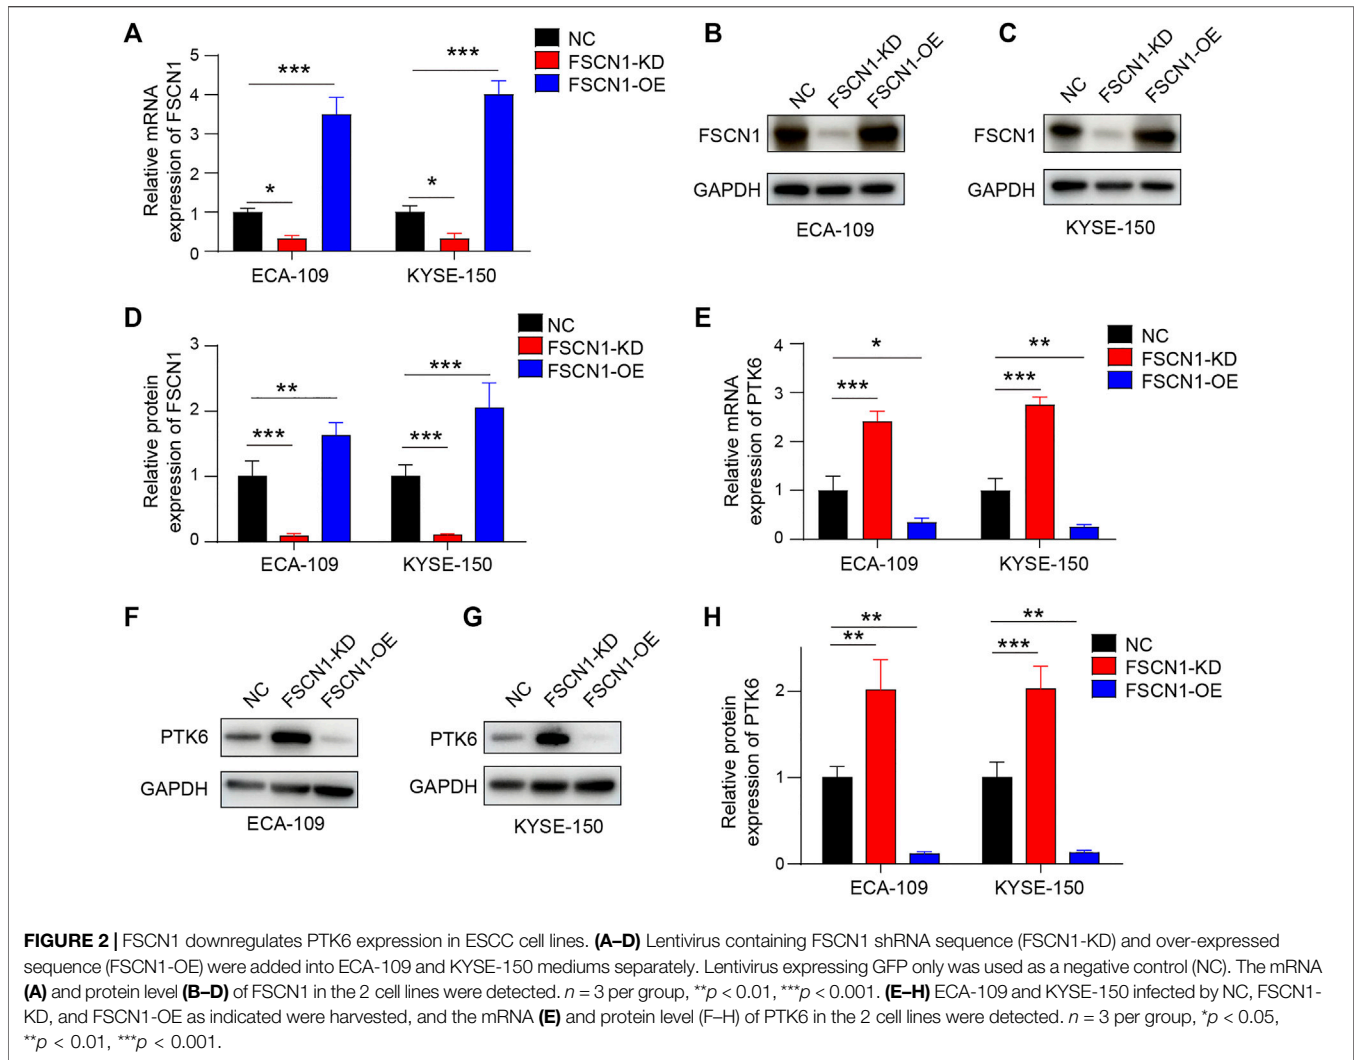 A
Relative mRNA
expression of FSCN1
5
4
3
2
1
0
***
*
***
*
ECA-109
KYSE-150
NC
FSCN1-KD
FSCN1-OE
B
NC
FSCN1-KD
FSCN1-OE
FSCN1
GAPDH
ECA-109
C
NC
FSCN1-KD
FSCN1-OE
FSCN1
GAPDH
KYSE-150
D
Relative protein
expression of FSCN1
3
2
1
0
**
***
***
***
ECA-109
KYSE-150
NC
FSCN1-KD
FSCN1-OE
E
Relative mRNA
expression of PTK6
4
3
2
1
0
*
***
**
***
ECA-109
KYSE-150
NC
FSCN1-KD
FSCN1-OE
F
NC
FSCN1-KD
FSCN1-OE
PTK6
GAPDH
ECA-109
G
NC
FSCN1-KD
FSCN1-OE
PTK6
GAPDH
KYSE-150
H
Relative protein
expression of PTK6
2
1
0
**
**
**
***
ECA-109
KYSE-150
NC
FSCN1-KD
FSCN1-OE
FIGURE 2 | FSCN1 downregulates PTK6 expression in ESCC cell lines. (A–D) Lentivirus containing FSCN1 shRNA sequence (FSCN1-KD) and over-expressed
sequence (FSCN1-OE) were added into ECA-109 and KYSE-150 mediums separately. Lentivirus expressing GFP only was used as a negative control (NC). The mRNA
(A) and protein level (B–D) of FSCN1 in the 2 cell lines were detected. n = 3 per group, **p < 0.01, ***p < 0.001. (E–H) ECA-109 and KYSE-150 infected by NC, FSCN1-
KD, and FSCN1-OE as indicated were harvested, and the mRNA (E) and protein level (F–H) of PTK6 in the 2 cell lines were detected. n = 3 per group, *p < 0.05,
**p < 0.01, ***p < 0.001.